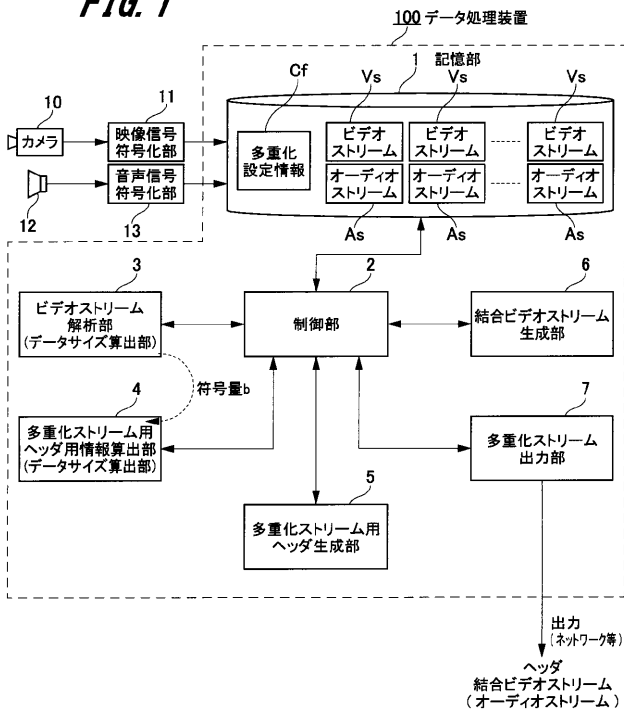 FIG. 1
100 データ処理装置
1 記憶部
Cf
Vs
Vs
Vs
10
カメラ
11
映像信号
符号化部
多重化
設定情報
ビデオ
ストリーム
ビデオ
ストリーム
ビデオ
ストリーム
12
音声信号
符号化部
13
オーディオ
ストリーム
オーディオ
ストリーム
オーディオ
ストリーム
As
As
As
3
ビデオストリーム
解析部
(データサイズ算出部)
2
制御部
6
結合ビデオストリーム
生成部
符号量b
4
多重化ストリーム用
ヘッダ用情報算出部
(データサイズ算出部)
7
多重化ストリーム
出力部
5
多重化ストリーム用
ヘッダ生成部
出力
(ネットワーク等)
ヘッダ
結合ビデオストリーム
(オーディオストリーム)